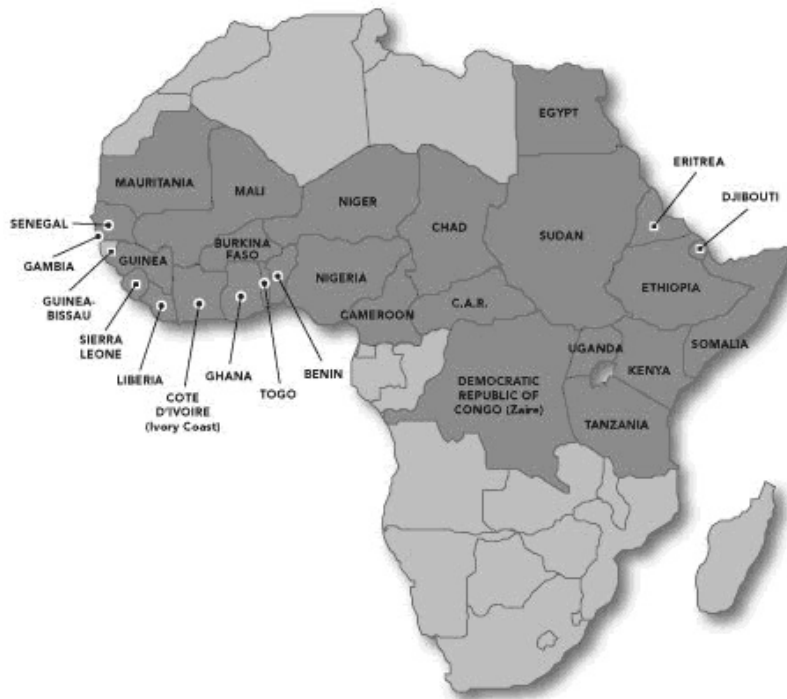 EGYPT
ERITREA
MAURITANIA
MALI
NIGER
DJIBOUTI
SENEGAL
CHAD
SUDAN
BURKINA
FASO
GUINEA
GAMBIA
NIGERIA
ETHIOPIA
GUINEA-
BISSAU
C.A.R.
CAMEROON
SIERRA
LEONE
UGANDA
SOMALIA
BENIN
KENYA
GHANA
LIBERIA
TOGO
DEMOCRATIC
REPUBLIC OF
CONGO (Zaire)
COTE
D'IVOIRE
(Ivory Coast)
TANZANIA